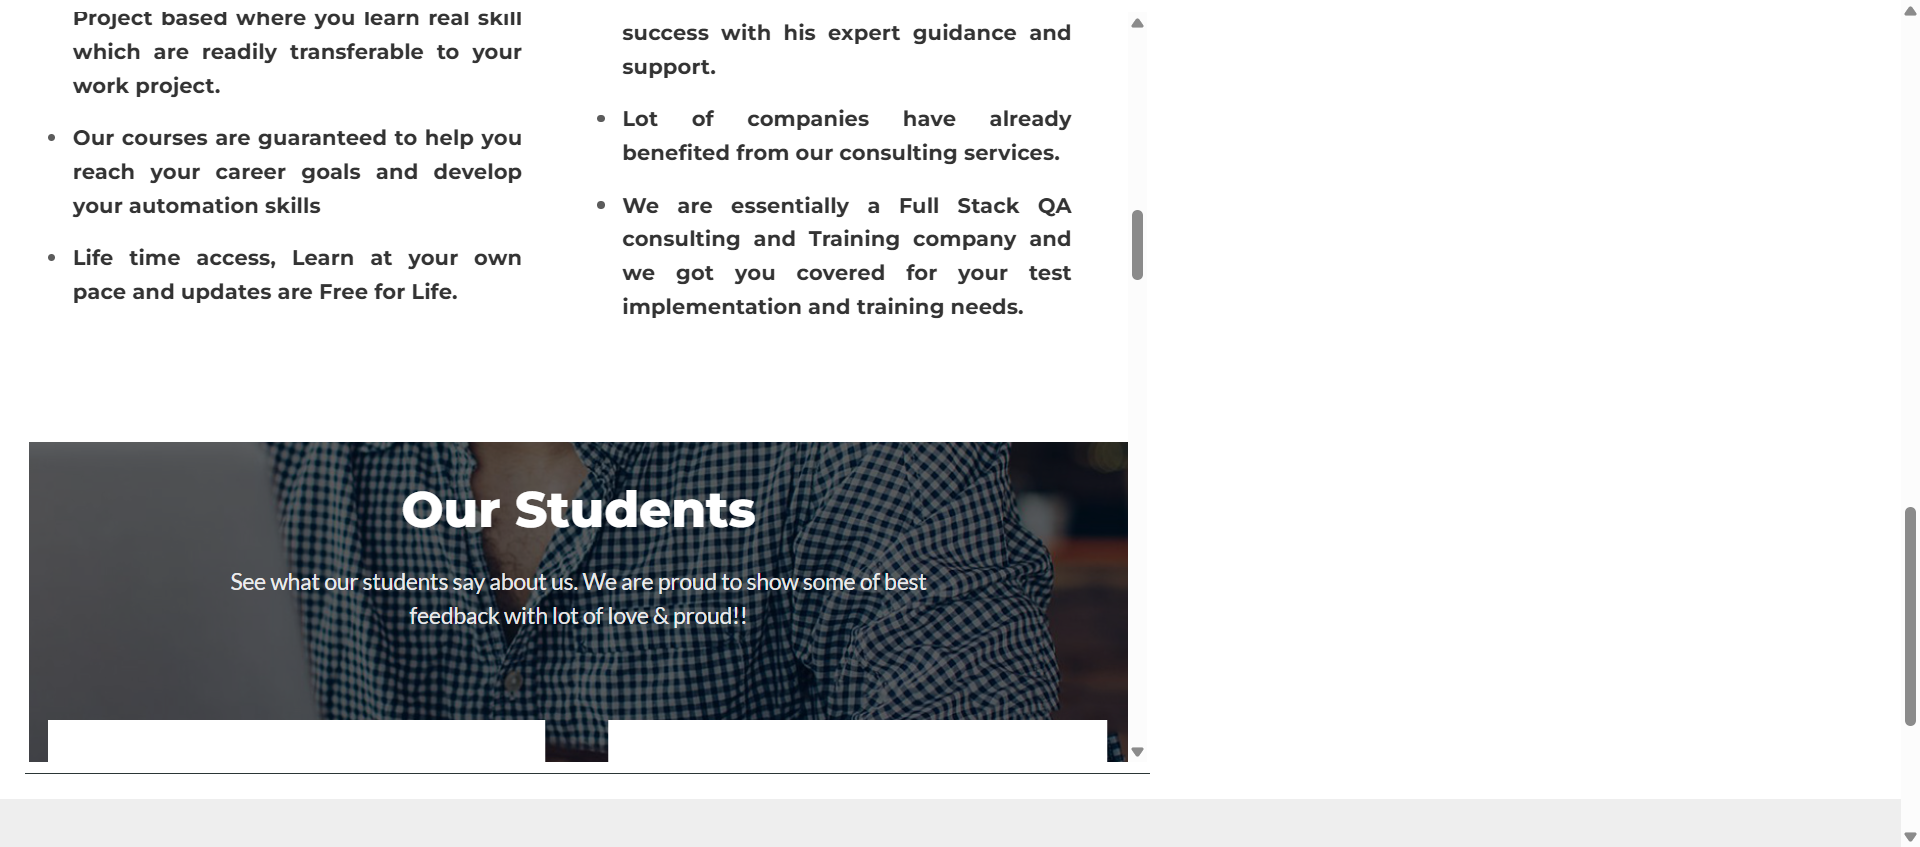 Project based where you learn real skill
which are readily transferable to your
work project.
Our courses are guaranteed to help you
reach your career goals and develop
your automation skills
Life time access, Learn at your own
pace and updates are Free for Life.
success with his expert guidance and
support.
Lot of companies have already
benefited from our consulting services.
We are essentially a Full Stack QA
consulting and Training company and
we got you covered for your test
implementation and training needs.
Our Students
See what our students say about us. We are proud to show some of best
feedback with lot of love & proud!!